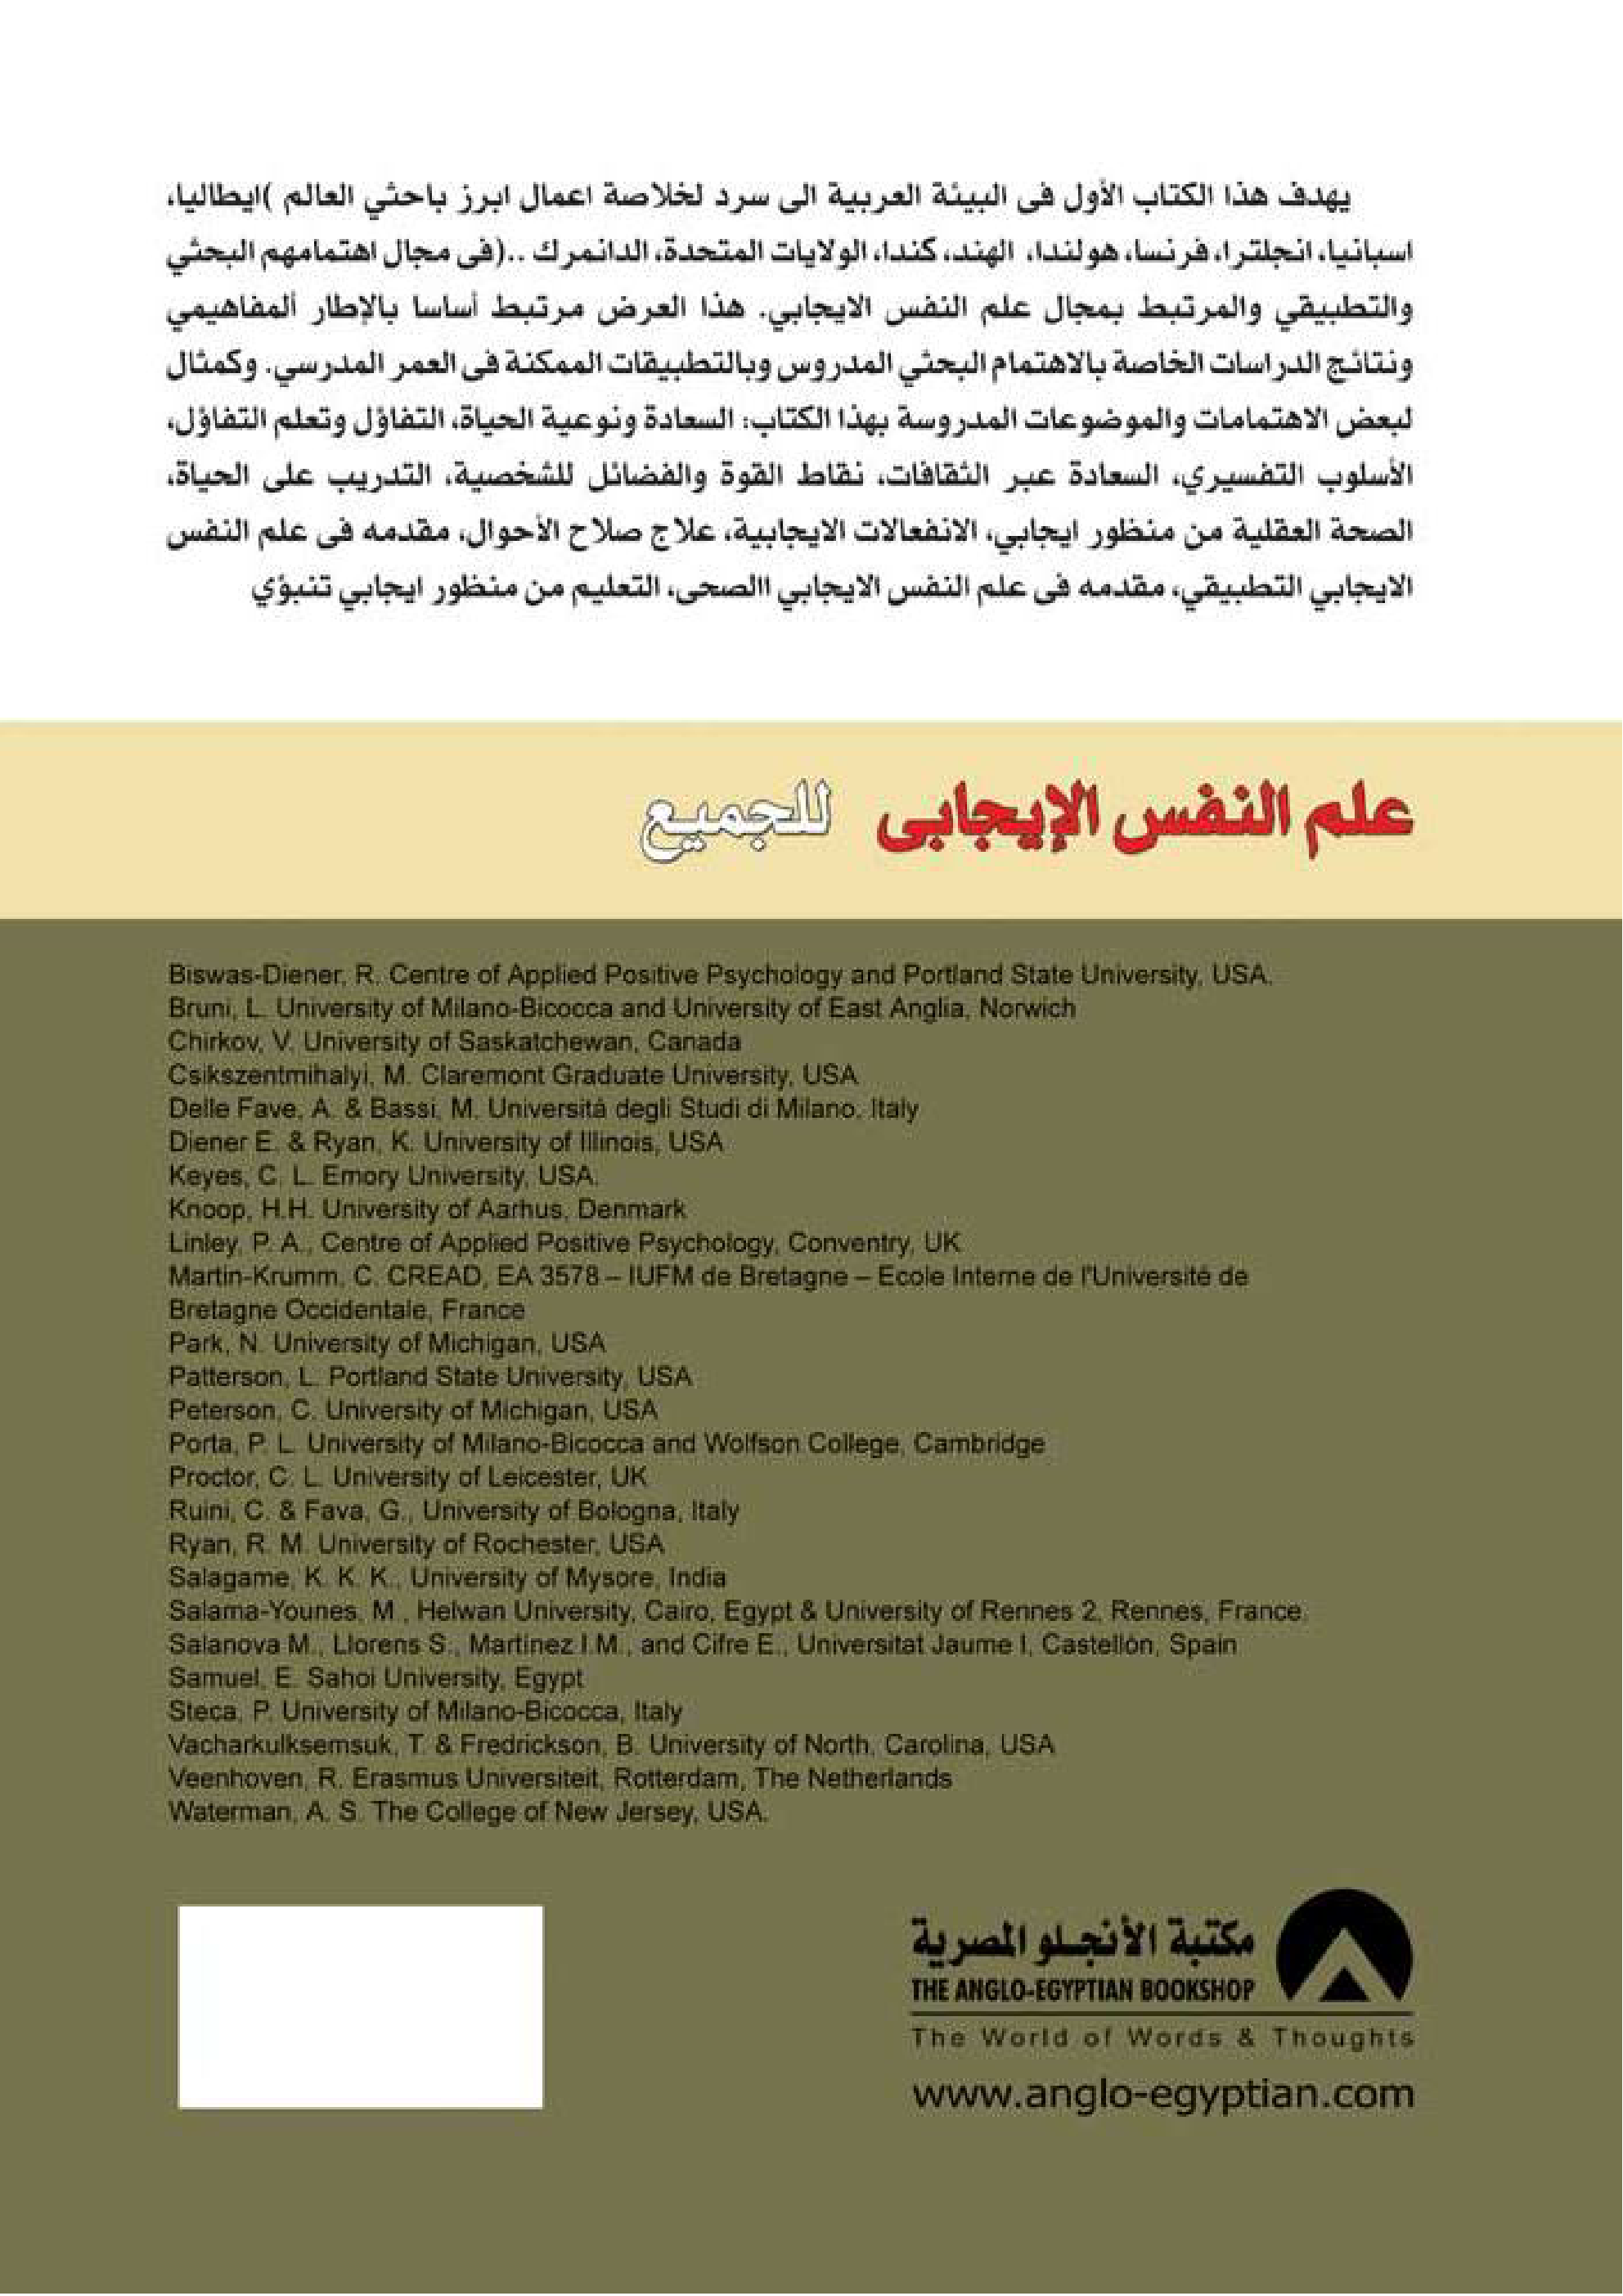 يهدف هذا الكتاب الأول فى البيئة العربية الى سرد لخلاصة اعمال ابرز باحثي العالم )ايطاليا،
اسبانيا، انجلترا، فرنسا، هولندا، الهند، كندا، الولايات المتحدة، الدانمرك ..(فى مجال اهتمامهم البحثي
والتطبيقي والمرتبط بمجال علم النفس الايجابي. هذا العرض مرتبط أساسا بالإطار ألمفاهيمي
ونتائج الدراسات الخاصة بالاهتمام البحثي المدروس وبالتطبيقات الممكنة فى العمر المدرسي. وكمثال
لبعض الاهتمامات والموضوعات المدروسة بهذا الكتاب: السعادة ونوعية الحياة، التفاؤل وتعلم التفاؤل،
الأسلوب التفسيري، السعادة عبر الثقافات، نقاط القوة والفضائل للشخصية، التدريب على الحياة،
الصحة العقلية من منظور ايجابي، الانفعالات الايجابية، علاج صلاح الأحوال، مقدمه فى علم النفس
الايجابي التطبيقي، مقدمه فى علم النفس الايجابي االصحى، التعليم من منظور ايجابي تنبؤي
علم النفس الإيجابى للجميع
Biswas-Diener, R. Centre of Applied Positive Psychology and Portland State University, USA.
Bruni, L. University of Milano-Bicocca and University of East Anglia, Norwich
Chirkov, V. University of Saskatchewan, Canada
Csikszentmihalyi, M. Claremont Graduate University, USA
Delle Fave, A. & Bassi, M. Universitá degli Studi di Milano, Italy
Diener E. & Ryan, K. University of Illinois, USA
Keyes, C. L. Emory University, USA.
Knoop, H.H. University of Aarhus, Denmark
Linley, P. A., Centre of Applied Positive Psychology, Conventry, UK
Martin-Krumm, C. CREAD, EA 3578 – IUFM de Bretagne – Ecole Interne de l'Université de
Bretagne Occidentale, France
Park, N. University of Michigan, USA
Patterson, L. Portland State University, USA
Peterson, C. University of Michigan, USA
Porta, P. L. University of Milano-Bicocca and Wolfson College, Cambridge
Proctor, C. L. University of Leicester, UK
Ruini, C. & Fava, G., University of Bologna, Italy
Ryan, R. M. University of Rochester, USA
Salagame, K. K. K., University of Mysore, India
Salama-Younes, M., Helwan University, Cairo, Egypt & University of Rennes 2, Rennes, France.
Salanova M., Llorens S., Martínez I.M., and Cifre E., Universitat Jaume I, Castellón, Spain
Samuel, E. Sahoi University, Egypt
Steca, P. University of Milano-Bicocca, Italy
Vacharkulksemsuk, T. & Fredrickson, B. University of North, Carolina, USA
Veenhoven, R. Erasmus Universiteit, Rotterdam, The Netherlands
Waterman, A. S. The College of New Jersey, USA.
مكتبة الأنجلو المصرية
THE ANGLO-EGYPTIAN BOOKSHOP
The World of Words & Thoughts
www.anglo-egyptian.com